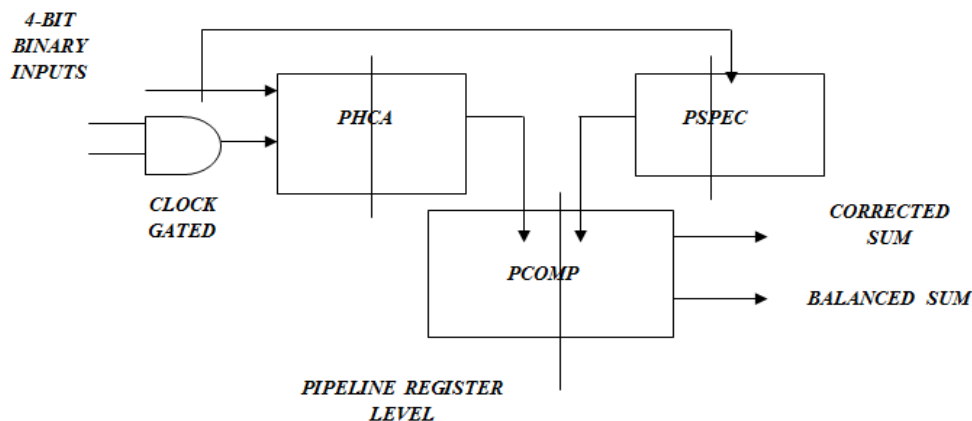 4-BIT
BINARY
INPUTS
PHCA
PSPEC
CLOCK
GATED
PCOMP
CORRECTED
SUM
BALANCED SUM
PIPELINE REGISTER
LEVEL